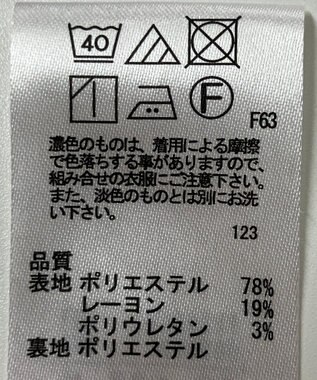 40
F
F63
濃色のものは、着用による摩擦
で色落ちする事がありますので、
組み合せの衣服にご注意下さい。
また、淡色のものとは別にお洗
い下さい。
123
品質
表地 ポリエステル 78%
レーヨン 19%
ポリウレタン 3%
裏地 ポリエステル